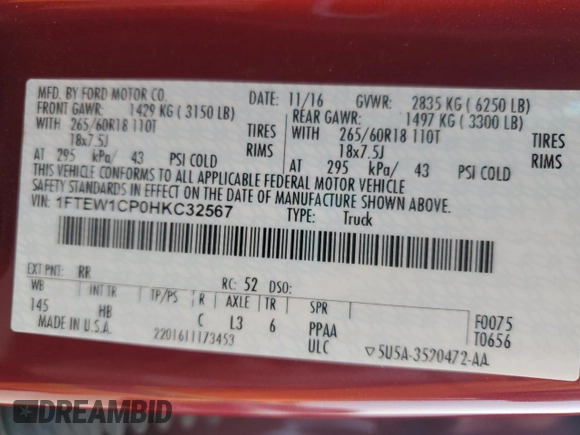 MFD. BY FORD MOTOR CO.
DATE: 11/16 GVWR: 2835 KG ( 6250 LB)
FRONT GAWR: 1429 KG ( 3150 LB)
REAR GAWR: 1497 KG ( 3300 LB)
WITH 265/60R18 110T TIRES
WITH 265/60R18 110T TIRES
18x7.5J RIMS
18x7.5J RIMS
AT 295 kPa/ 43 PSI COLD
AT 295 kPa/ 43 PSI COLD
THIS VEHICLE CONFORMS TO ALL APPLICABLE FEDERAL MOTOR VEHICLE
SAFETY STANDARDS IN EFFECT ON THE DATE OF MANUFACTURE SHOWN ABOVE.
VIN: 1FTEW1CP0HKC32567
TYPE: Truck
EXT PNT: RR RC: 52 DSO:
WB INT TR TP/PS R AXLE TR SPR
145 HB C L3 6 PPAA F0075
MADE IN U.S.A. 2201611173453 ULC T0656
▽5U5A-3520472-AA
DREAMBID